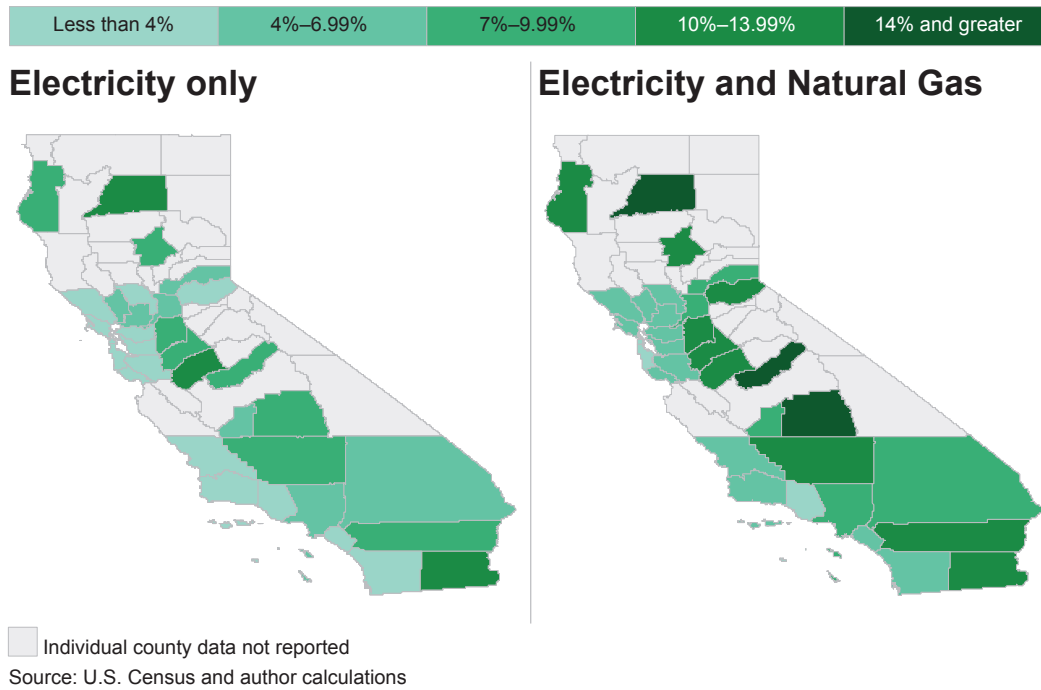 Less than 4% 4%–6.99% 7%–9.99% 10%–13.99% 14% and greater
Electricity only
Electricity and Natural Gas
Individual county data not reported
Source: U.S. Census and author calculations